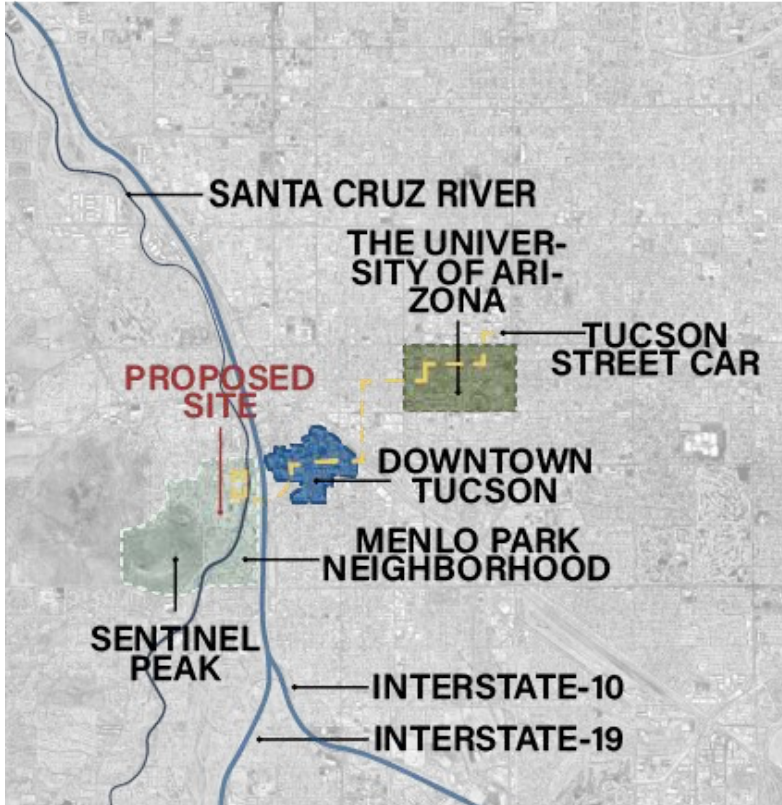 SANTA CRUZ RIVER
THE UNIVER-
SITY OF ARI-
ZONA
TUCSON
STREET CAR
PROPOSED
SITE
DOWNTOWN
TUCSON
MENLO PARK
NEIGHBORHOOD
SENTINEL
PEAK
INTERSTATE-10
INTERSTATE-19